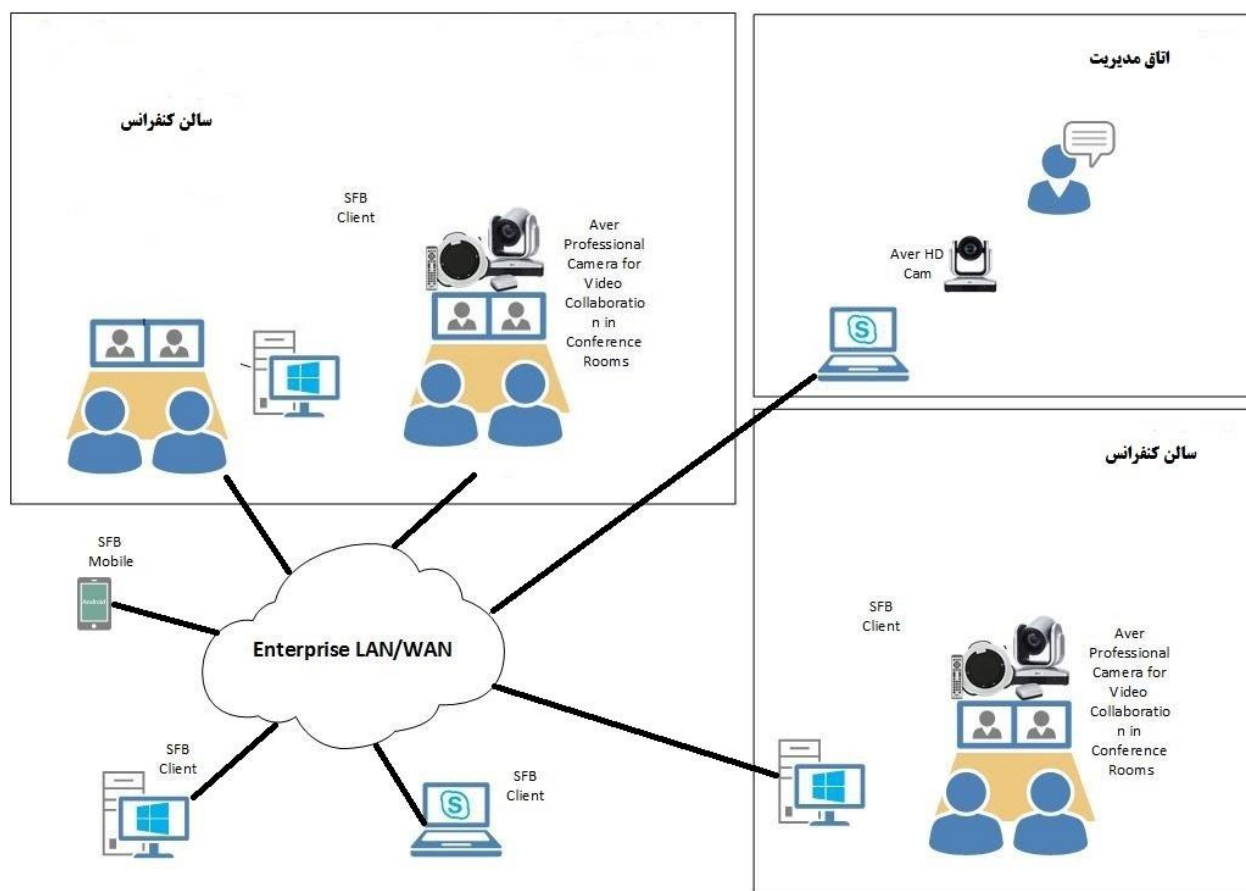 سالن کنفرانس
SFB
Client
Aver
Professional
Camera for
Video
Collaboratio
n in
Conference
Rooms
اتاق مدیریت
Aver HD
Cam
سالن کنفرانس
SFB
Mobile
Android
Enterprise LAN/WAN
SFB
Client
Aver
Professional
Camera for
Video
Collaboratio
n in
Conference
Rooms
SFB
Client
SFB
Client